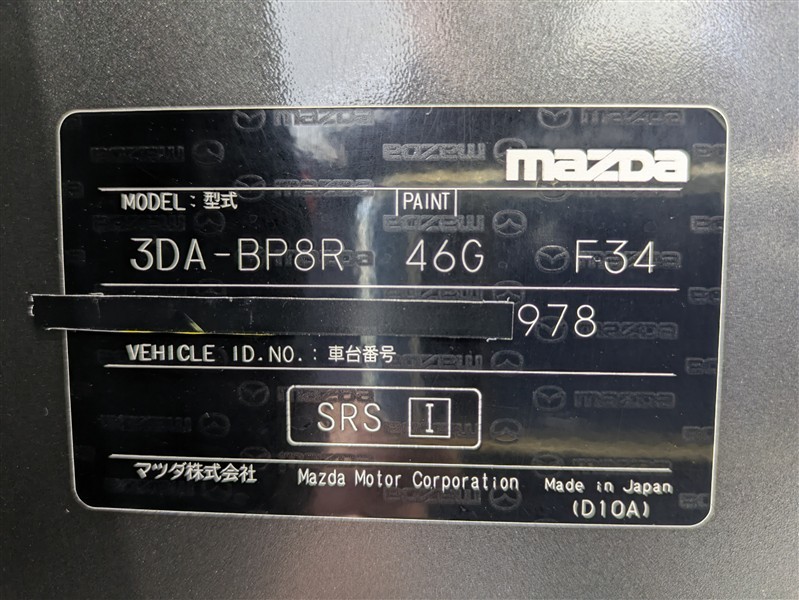 mazda
MODEL：型式 PAINT
3DA-BP8R 46G F34
978
VEHICLE ID.NO.：車台番号
SRS I
マツダ株式会社 Mazda Motor Corporation Made in Japan
(D10A)